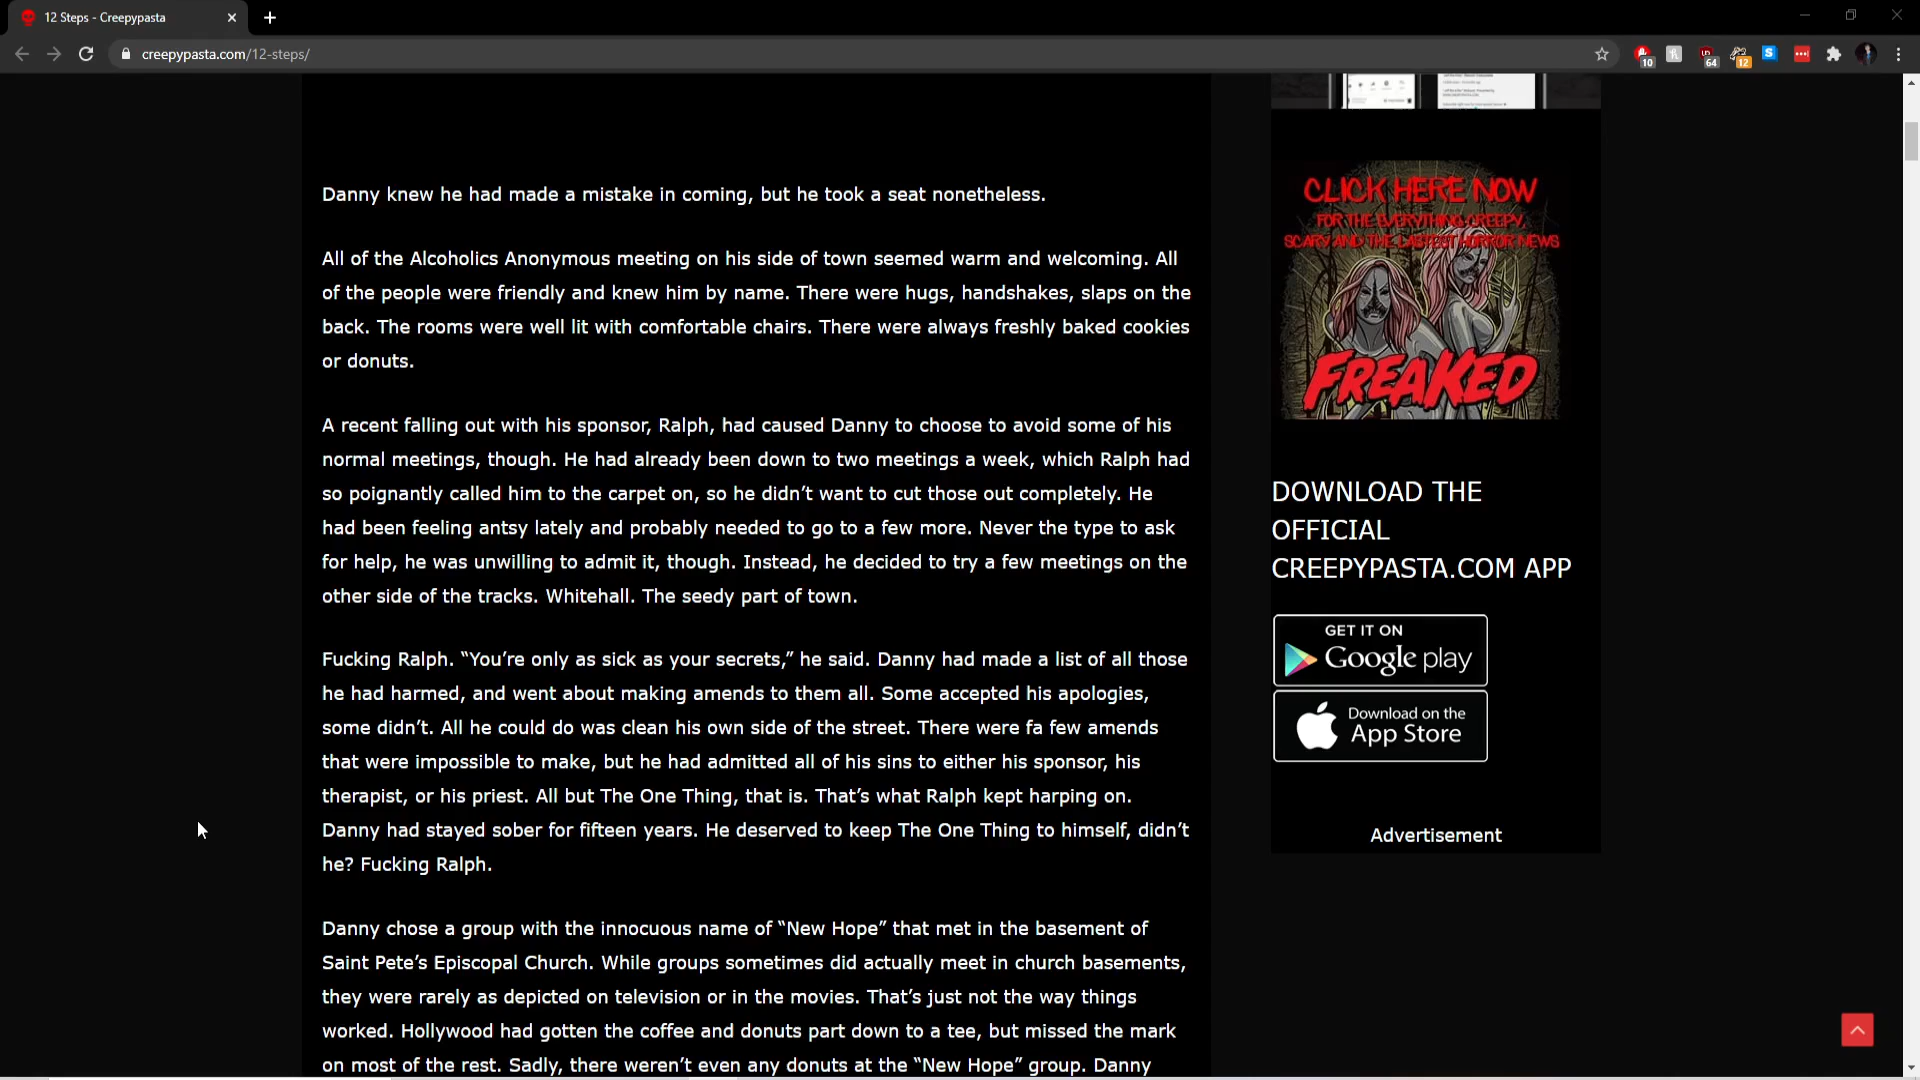 12 Steps - Creepypasta
creepypasta.com/12-steps/
10
64
12
Danny knew he had made a mistake in coming, but he took a seat nonetheless.
All of the Alcoholics Anonymous meeting on his side of town seemed warm and welcoming. All
of the people were friendly and knew him by name. There were hugs, handshakes, slaps on the
back. The rooms were well lit with comfortable chairs. There were always freshly baked cookies
or donuts.
A recent falling out with his sponsor, Ralph, had caused Danny to choose to avoid some of his
normal meetings, though. He had already been down to two meetings a week, which Ralph had
so poignantly called him to the carpet on, so he didn’t want to cut those out completely. He
had been feeling antsy lately and probably needed to go to a few more. Never the type to ask
for help, he was unwilling to admit it, though. Instead, he decided to try a few meetings on the
other side of the tracks. Whitehall. The seedy part of town.
Fucking Ralph. “You’re only as sick as your secrets,” he said. Danny had made a list of all those
he had harmed, and went about making amends to them all. Some accepted his apologies,
some didn’t. All he could do was clean his own side of the street. There were fa few amends
that were impossible to make, but he had admitted all of his sins to either his sponsor, his
therapist, or his priest. All but The One Thing, that is. That’s what Ralph kept harping on.
Danny had stayed sober for fifteen years. He deserved to keep The One Thing to himself, didn’t
he? Fucking Ralph.
Danny chose a group with the innocuous name of “New Hope” that met in the basement of
Saint Pete’s Episcopal Church. While groups sometimes did actually meet in church basements,
they were rarely as depicted on television or in the movies. That’s just not the way things
worked. Hollywood had gotten the coffee and donuts part down to a tee, but missed the mark
on most of the rest. Sadly, there weren’t even any donuts at the “New Hope” group. Danny
CLICK HERE NOW
FOR THE EVERYTHING CREEPY,
SCARY AND THE LASTEST HORROR NEWS
FREAKED
DOWNLOAD THE
OFFICIAL
CREEPYPASTA.COM APP
GET IT ON
Google play
Download on the
App Store
Advertisement